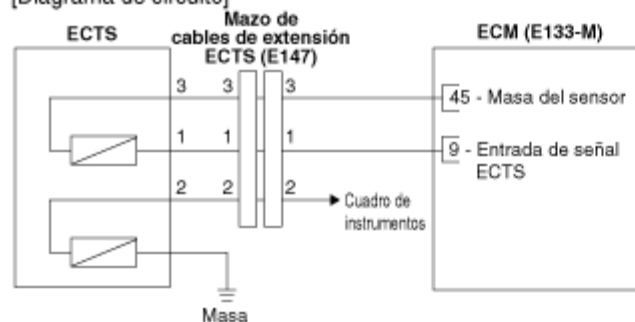 [Diagrama de circuito]
ECTS
Mazo de
cables de extensión
ECTS (E147)
ECM (E133-M)
3 3 3
45 - Masa del sensor
1 1 1
9 - Entrada de señal
ECTS
2 2 2
Cuadro de
instrumentos
Masa